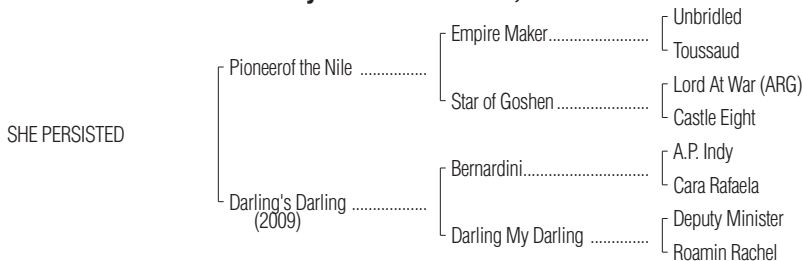 Unbridled
Empire Maker........................
Toussaud
Pioneerof the Nile ................
Lord At War (ARG)
Star of Goshen......................
Castle Eight
SHE PERSISTED
A.P. Indy
Bernardini..............................
Cara Rafaela
Darling's Darling ..................
(2009)
Deputy Minister
Darling My Darling ..............
Roamin Rachel